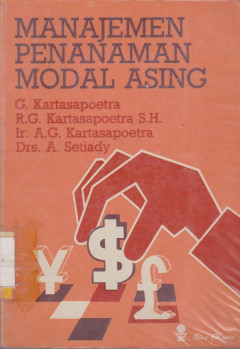 MANAJEMEN
PENANAMAN
MODAL ASING
G. Kartasapoetra
R.G. Kartasapoetra S.H.
Ir. A.G. Kartasapoetra
Drs. A. Setiady
¥ $ £